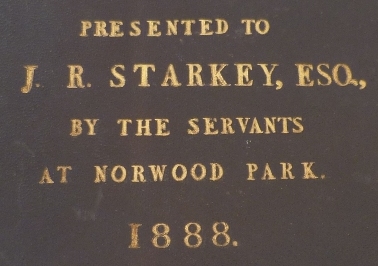 PRESENTED TO
J. R. STARKEY, ESQ.,
BY THE SERVANTS
AT NORWOOD PARK.
1888.